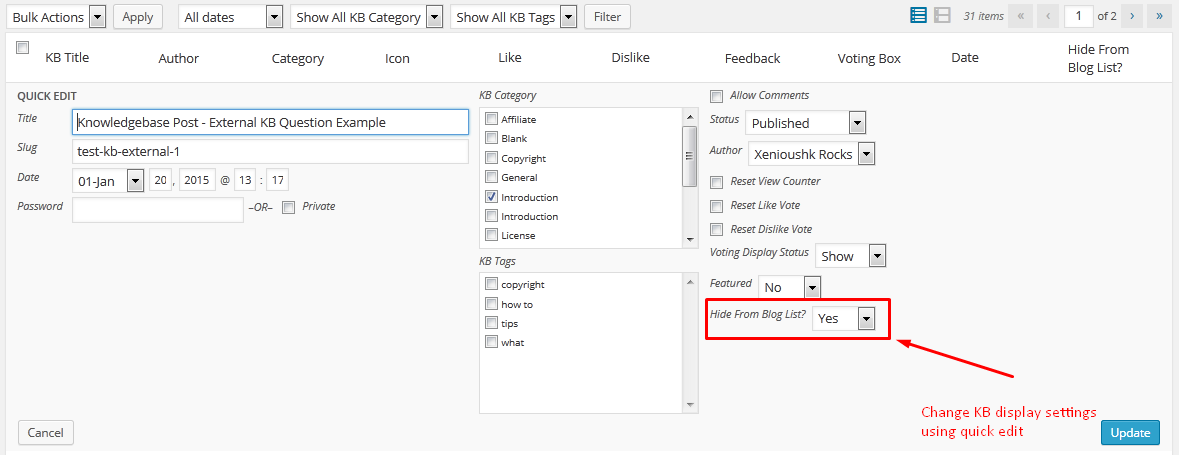 Bulk Actions Apply All dates Show All KB Category Show All KB Tags Filter 31 items « ‹ 1 of 2 › »
KB Title Author Category Icon Like Dislike Feedback Voting Box Date Hide From
Blog List?
QUICK EDIT
Title Knowledgebase Post - External KB Question Example
Slug test-kb-external-1
Date 01-Jan 20 , 2015 @ 13 : 17
Password –OR– Private
KB Category
Affiliate
Blank
Copyright
General
Introduction
Introduction
License
KB Tags
copyright
how to
tips
what
Allow Comments
Status Published
Author Xenioushk Rocks
Reset View Counter
Reset Like Vote
Reset Dislike Vote
Voting Display Status Show
Featured No
Hide From Blog List? Yes
Change KB display settings
using quick edit
Cancel Update